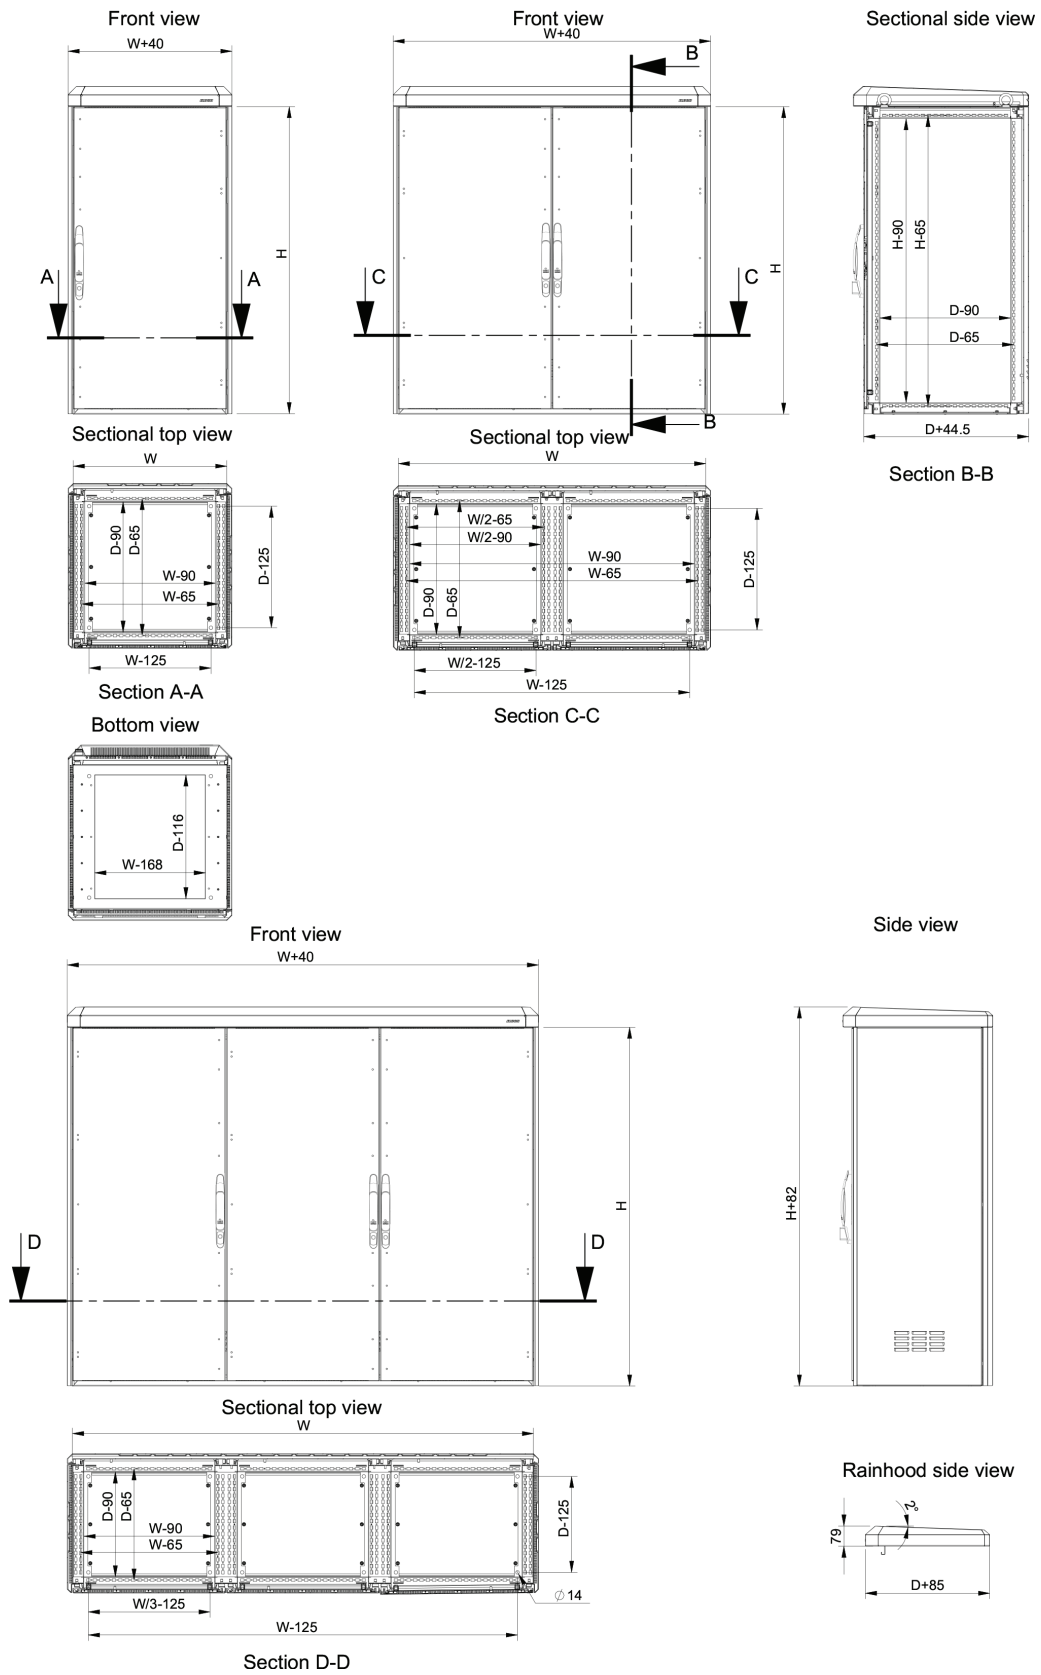 Front view
W+40
H
A
A
Front view
W+40
B
H
C
C
B
Sectional side view
H-90
H-65
D-90
D-65
D+44.5
Section B-B
Sectional top view
W
D-90
D-65
W-90
W-65
D-125
W-125
Section A-A
Sectional top view
W
W/2-65
W/2-90
W-90
W-65
D-90
D-65
D-125
W/2-125
W-125
Section C-C
Bottom view
D-116
W-168
Front view
W+40
H
D
D
Side view
H+82
Sectional top view
W
D-90
D-65
W-90
W-65
D-125
W/3-125
Ø 14
W-125
Section D-D
Rainhood side view
2°
79
D+85